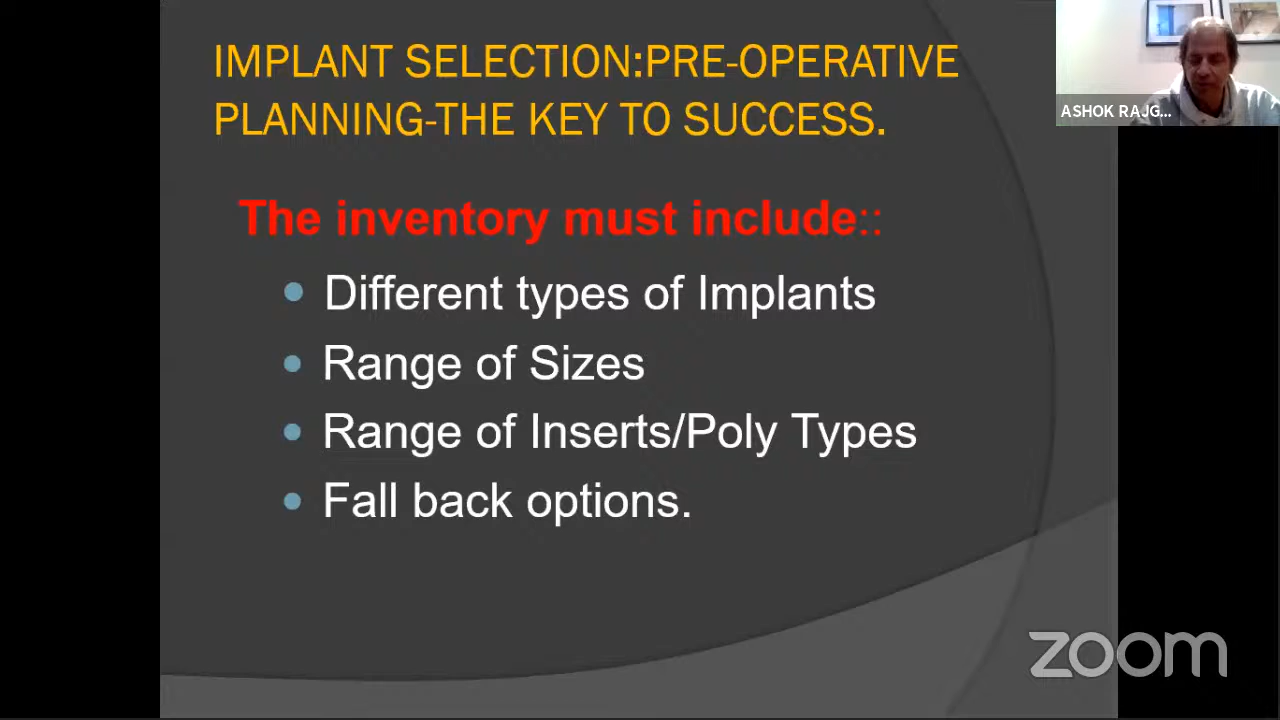 IMPLANT SELECTION:PRE-OPERATIVE
PLANNING-THE KEY TO SUCCESS.
ASHOK RAJG...
The inventory must include::
• Different types of Implants
• Range of Sizes
• Range of Inserts/Poly Types
• Fall back options.
zoom